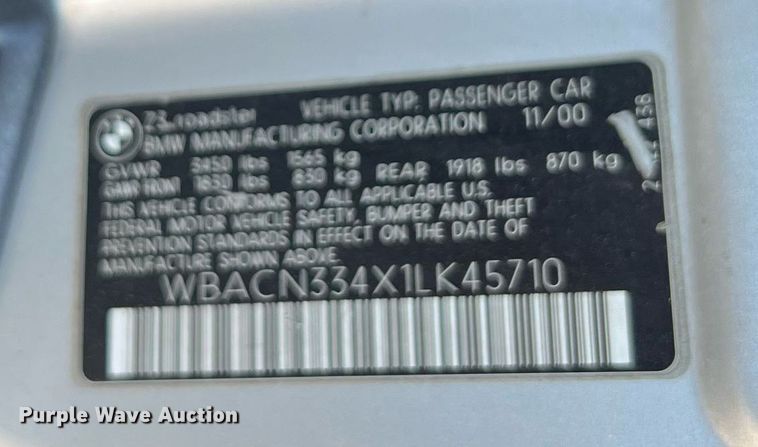 Z3 roadster VEHICLE TYP: PASSENGER CAR
BMW MANUFACTURING CORPORATION 11/00
GVWR 3450 lbs 1565 kg
GAWR FRONT 1830 lbs 830 kg REAR 1918 lbs 870 kg
THIS VEHICLE CONFORMS TO ALL APPLICABLE U.S.
FEDERAL MOTOR VEHICLE SAFETY, BUMPER AND THEFT
PREVENTION STANDARDS IN EFFECT ON THE DATE OF
MANUFACTURE SHOWN ABOVE.
WBACN334X1LK45710
438
Purple Wave Auction